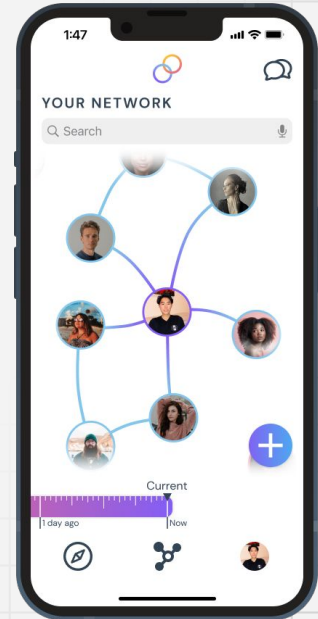 1:47
YOUR NETWORK
Search
Current
1 day ago
Now